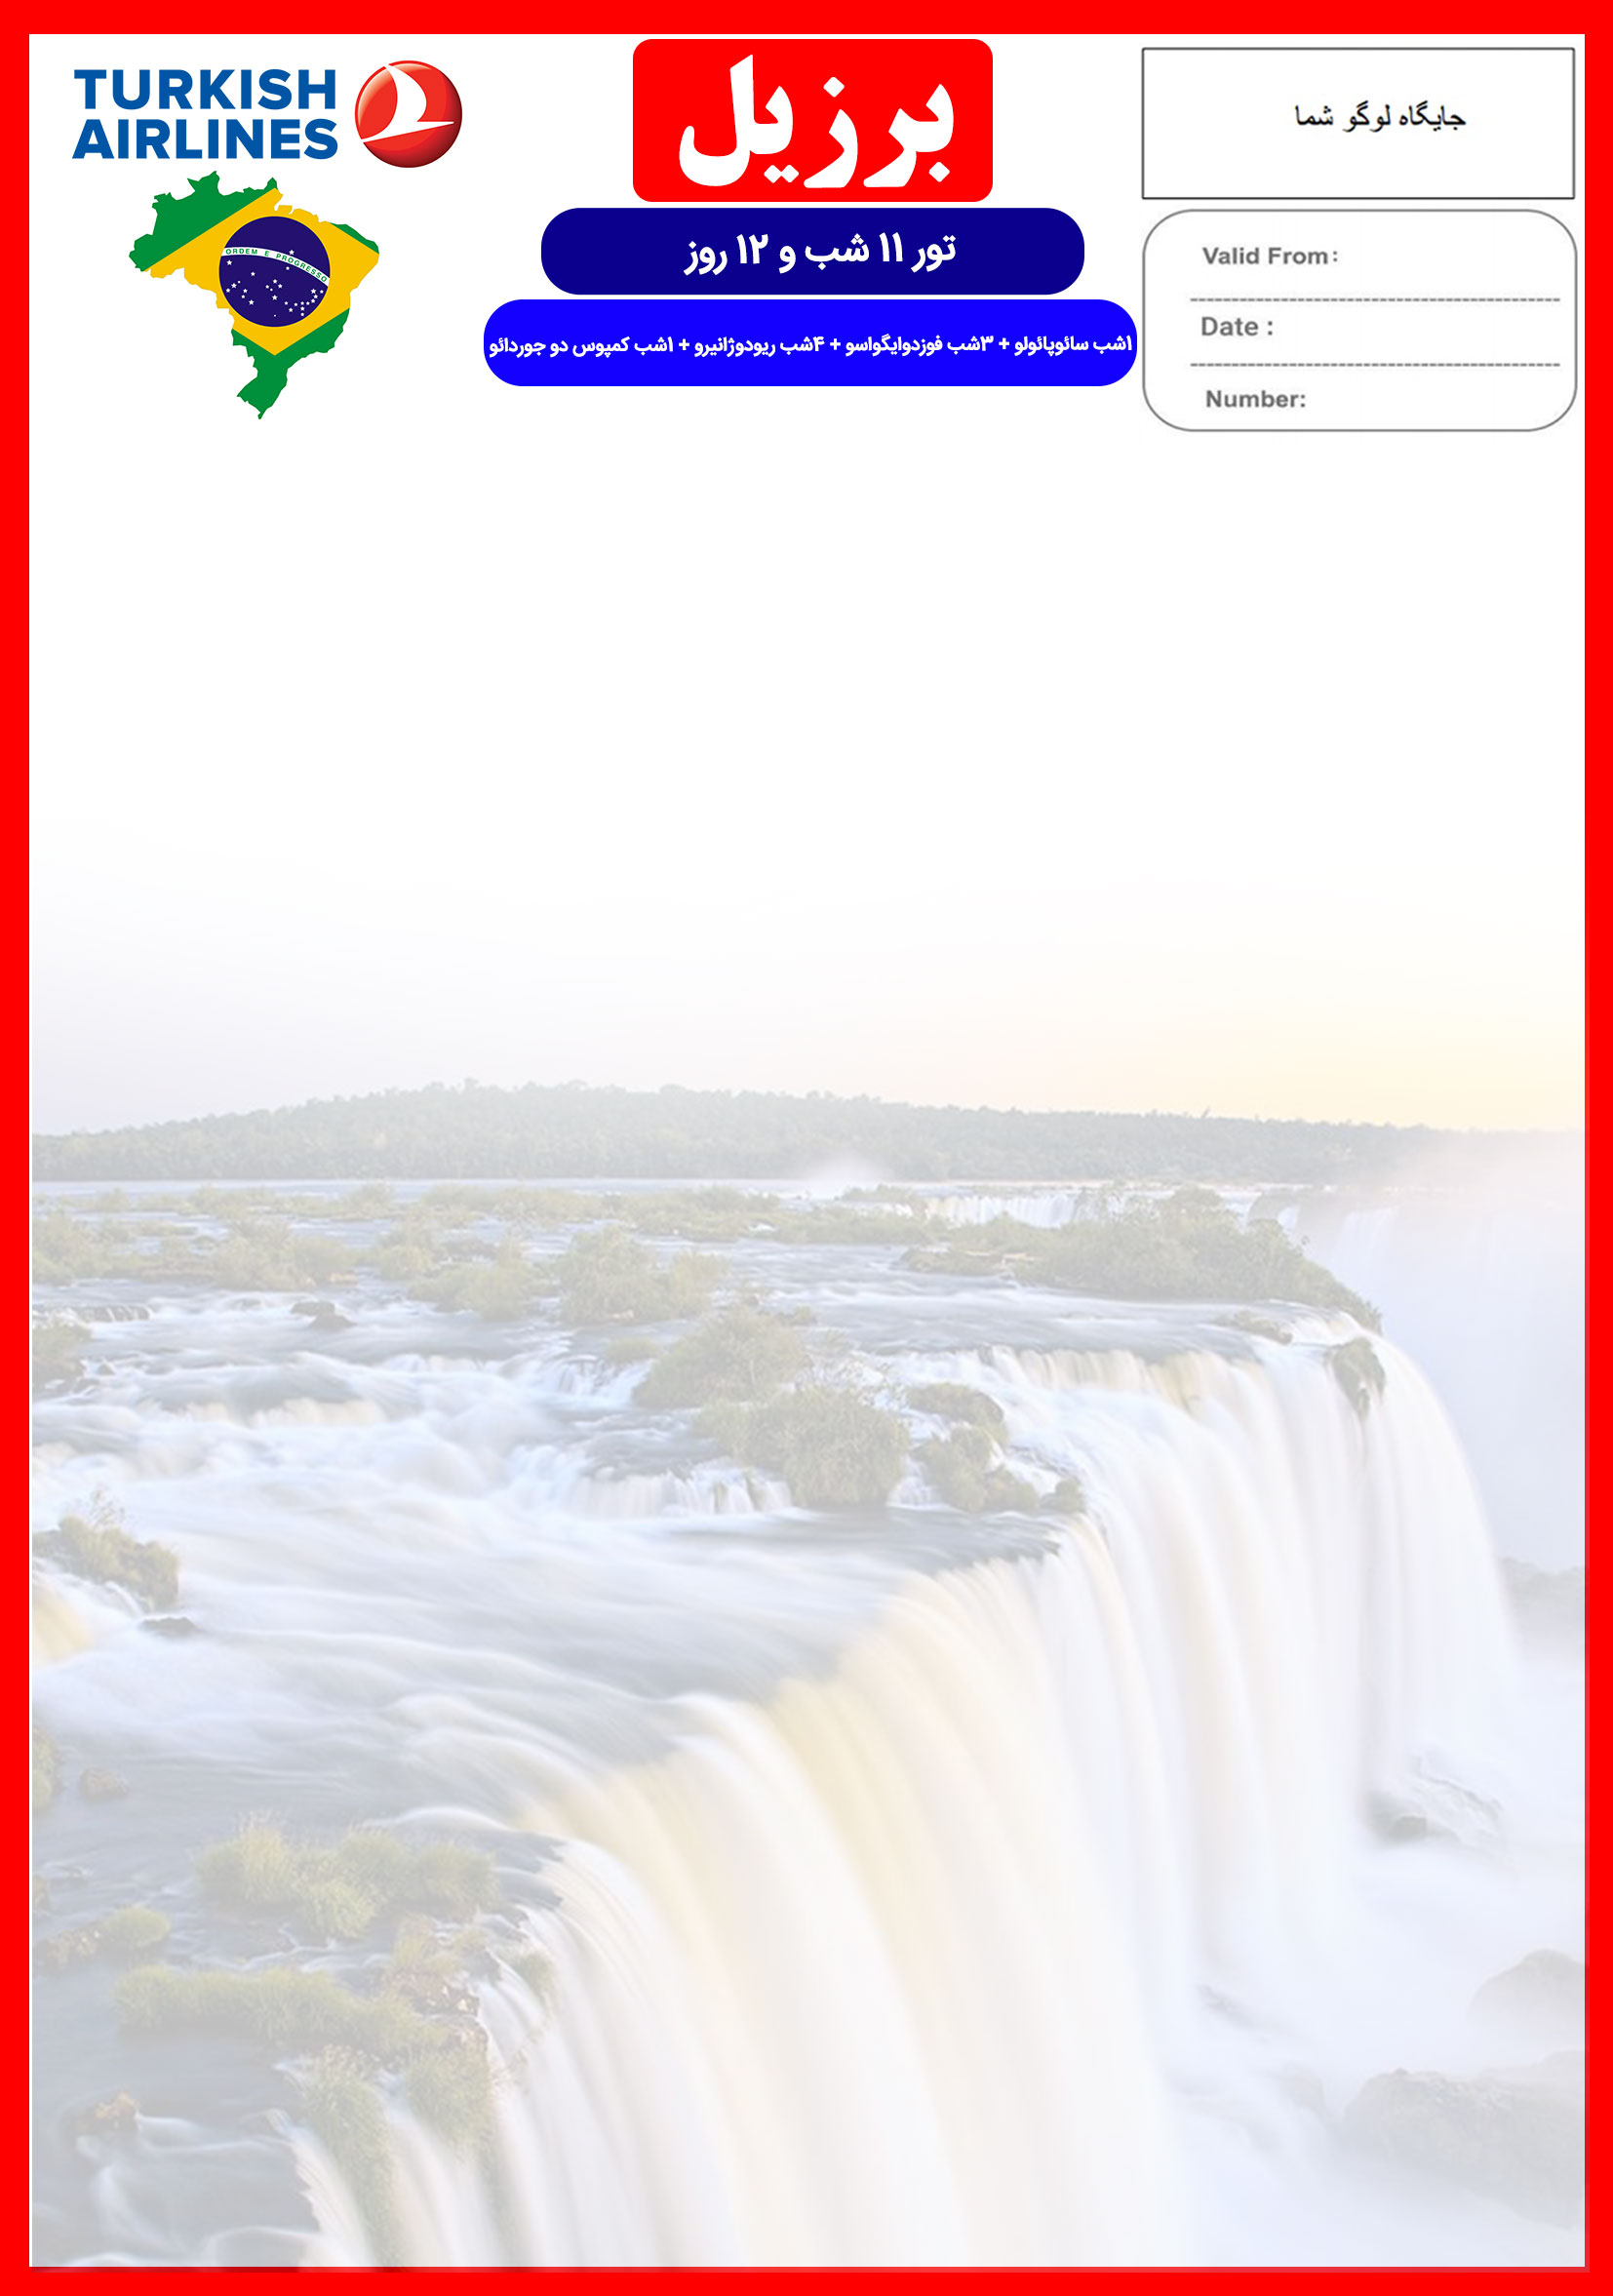 TURKISH
AIRLINES
برزیل
جایگاه لوگو شما
تور ۱۱ شب و ۱۲ روز
۱شب سائوپائولو + ۳شب فوزدوایگواسو + ۴شب ریودوژانیرو + ۱شب کمپوس دو جوردائو
Valid From:
Date :
Number:
ORDEM E PROGRESSO